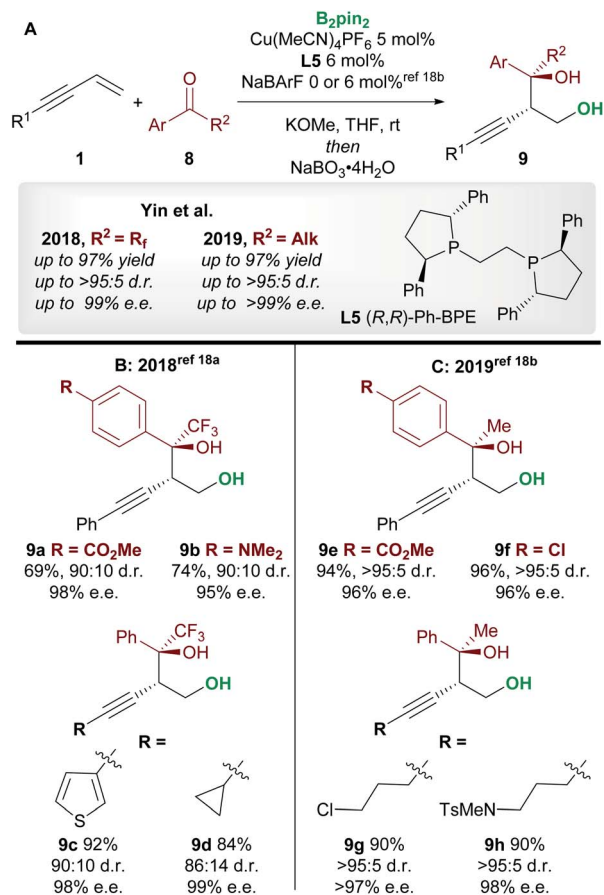 A
B₂pin₂
Cu(MeCN)₄PF₆ 5 mol%
L5 6 mol%
NaBArF 0 or 6 mol%^ref 18b
KOMe, THF, rt
then
NaBO₃•4H₂O
R¹
1
+
O
Ar
R²
8
Ar
R²
OH
OH
R¹
9
Yin et al.
2018, R² = R_f
up to 97% yield
up to >95:5 d.r.
up to 99% e.e.
2019, R² = Alk
up to 97% yield
up to >95:5 d.r.
up to >99% e.e.
Ph
Ph
P
P
Ph
Ph
L5 (R,R)-Ph-BPE
B: 2018^ref 18a
R
CF₃
OH
OH
Ph
9a R = CO₂Me
69%, 90:10 d.r.
98% e.e.
9b R = NMe₂
74%, 90:10 d.r.
95% e.e.
Ph
CF₃
OH
OH
R
R =
S
9c 92%
90:10 d.r.
98% e.e.
9d 84%
86:14 d.r.
99% e.e.
C: 2019^ref 18b
R
Me
OH
OH
Ph
9e R = CO₂Me
94%, >95:5 d.r.
96% e.e.
9f R = Cl
96%, >95:5 d.r.
96% e.e.
Ph
Me
OH
OH
R
R =
Cl
TsMeN
9g 90%
>95:5 d.r.
>97% e.e.
9h 90%
>95:5 d.r.
98% e.e.